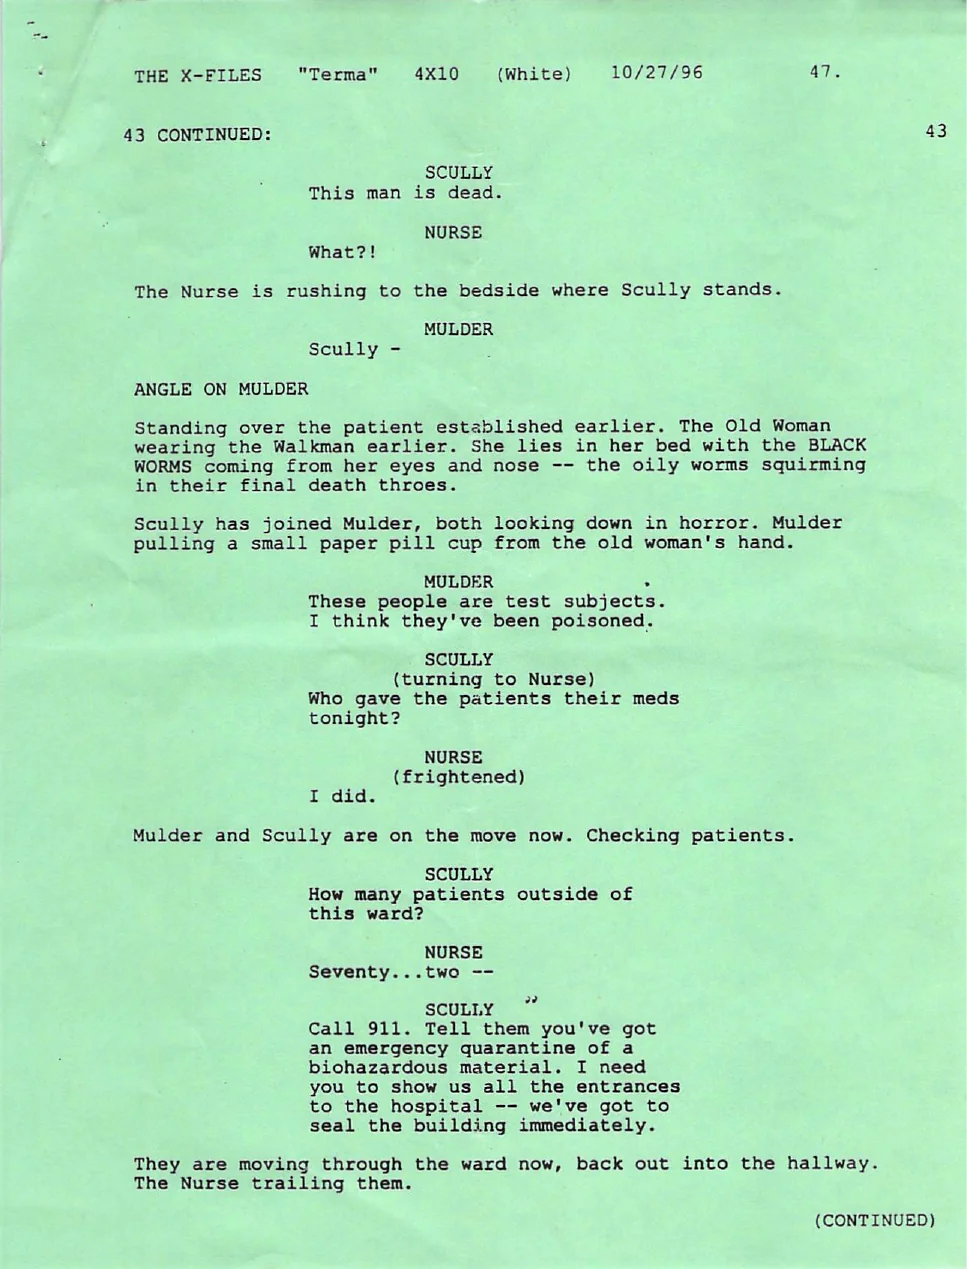 THE X-FILES "Terma" 4X10 (White) 10/27/96 47.
43 CONTINUED: 43
SCULLY
This man is dead.
NURSE
What?!
The Nurse is rushing to the bedside where Scully stands.
MULDER
Scully -
ANGLE ON MULDER
Standing over the patient established earlier. The Old Woman
wearing the Walkman earlier. She lies in her bed with the BLACK
WORMS coming from her eyes and nose -- the oily worms squirming
in their final death throes.
Scully has joined Mulder, both looking down in horror. Mulder
pulling a small paper pill cup from the old woman's hand.
MULDER
These people are test subjects.
I think they've been poisoned.
SCULLY
(turning to Nurse)
Who gave the patients their meds
tonight?
NURSE
(frightened)
I did.
Mulder and Scully are on the move now. Checking patients.
SCULLY
How many patients outside of
this ward?
NURSE
Seventy...two --
SCULLY
Call 911. Tell them you've got
an emergency quarantine of a
biohazardous material. I need
you to show us all the entrances
to the hospital -- we've got to
seal the building immediately.
They are moving through the ward now, back out into the hallway.
The Nurse trailing them.
(CONTINUED)